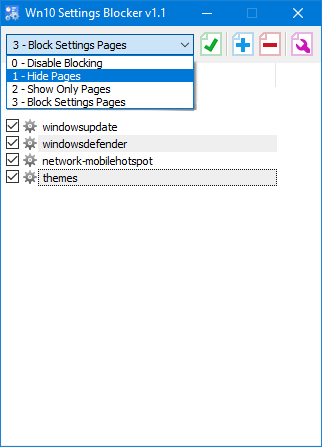 Wn10 Settings Blocker v1.1
3 - Block Settings Pages
0 - Disable Blocking
1 - Hide Pages
2 - Show Only Pages
3 - Block Settings Pages
windowsupdate
windowsdefender
network-mobilehotspot
themes